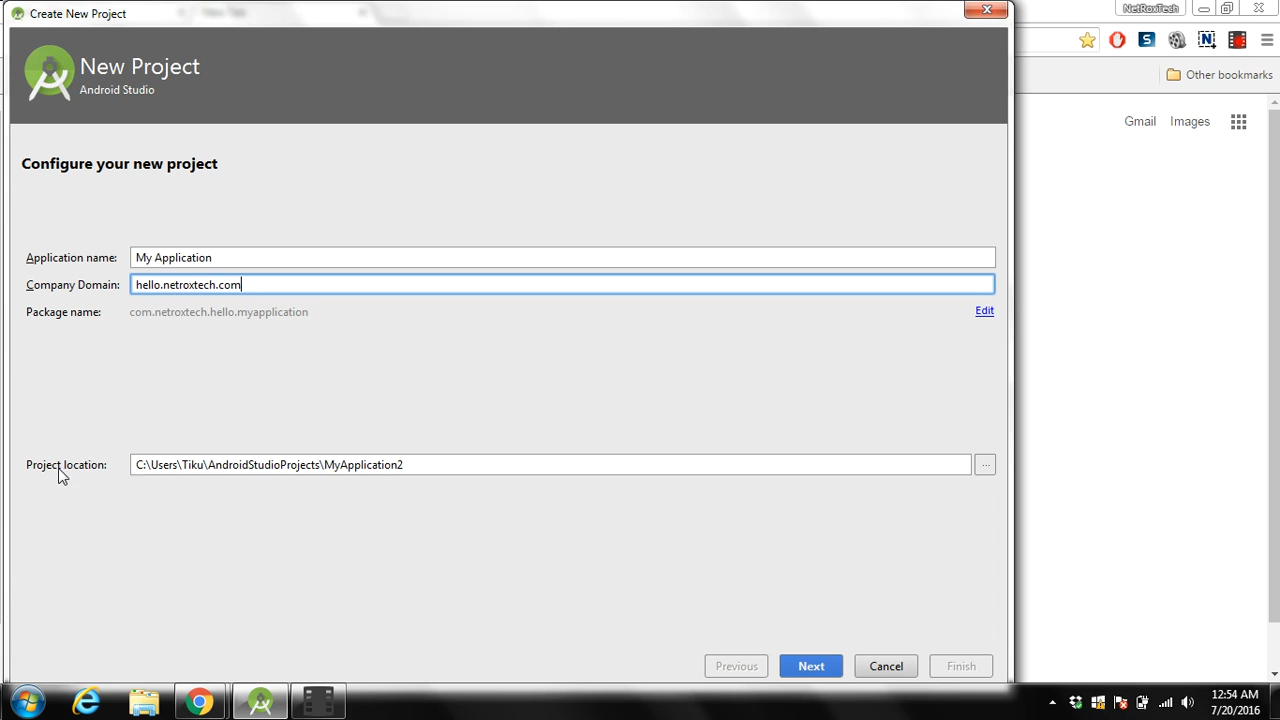 Create New Project
NetRoxTech
New Project
Android Studio
Other bookmarks
Gmail
Images
Configure your new project
Application name:
My Application
Company Domain:
hello.netroxtech.com
Package name:
com.netroxtech.hello.myapplication
Edit
Project location:
C:\Users\Tiku\AndroidStudioProjects\MyApplication2
...
Previous
Next
Cancel
Finish
12:54 AM
7/20/2016